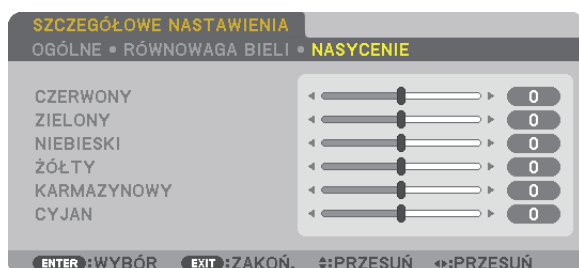 SZCZEGÓŁOWE NASTAWIENIA
OGÓLNE • RÓWNOWAGA BIELI • NASYCENIE
CZERWONY 0
ZIELONY 0
NIEBIESKI 0
ŻÓŁTY 0
KARMAZYNOWY 0
CYJAN 0
ENTER:WYBÓR EXIT:ZAKOŃ. :PRZESUŃ :PRZESUŃ